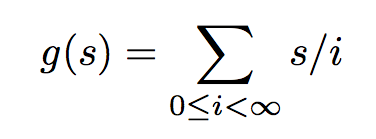 g(s) = ∑ s/i
0≤i<∞